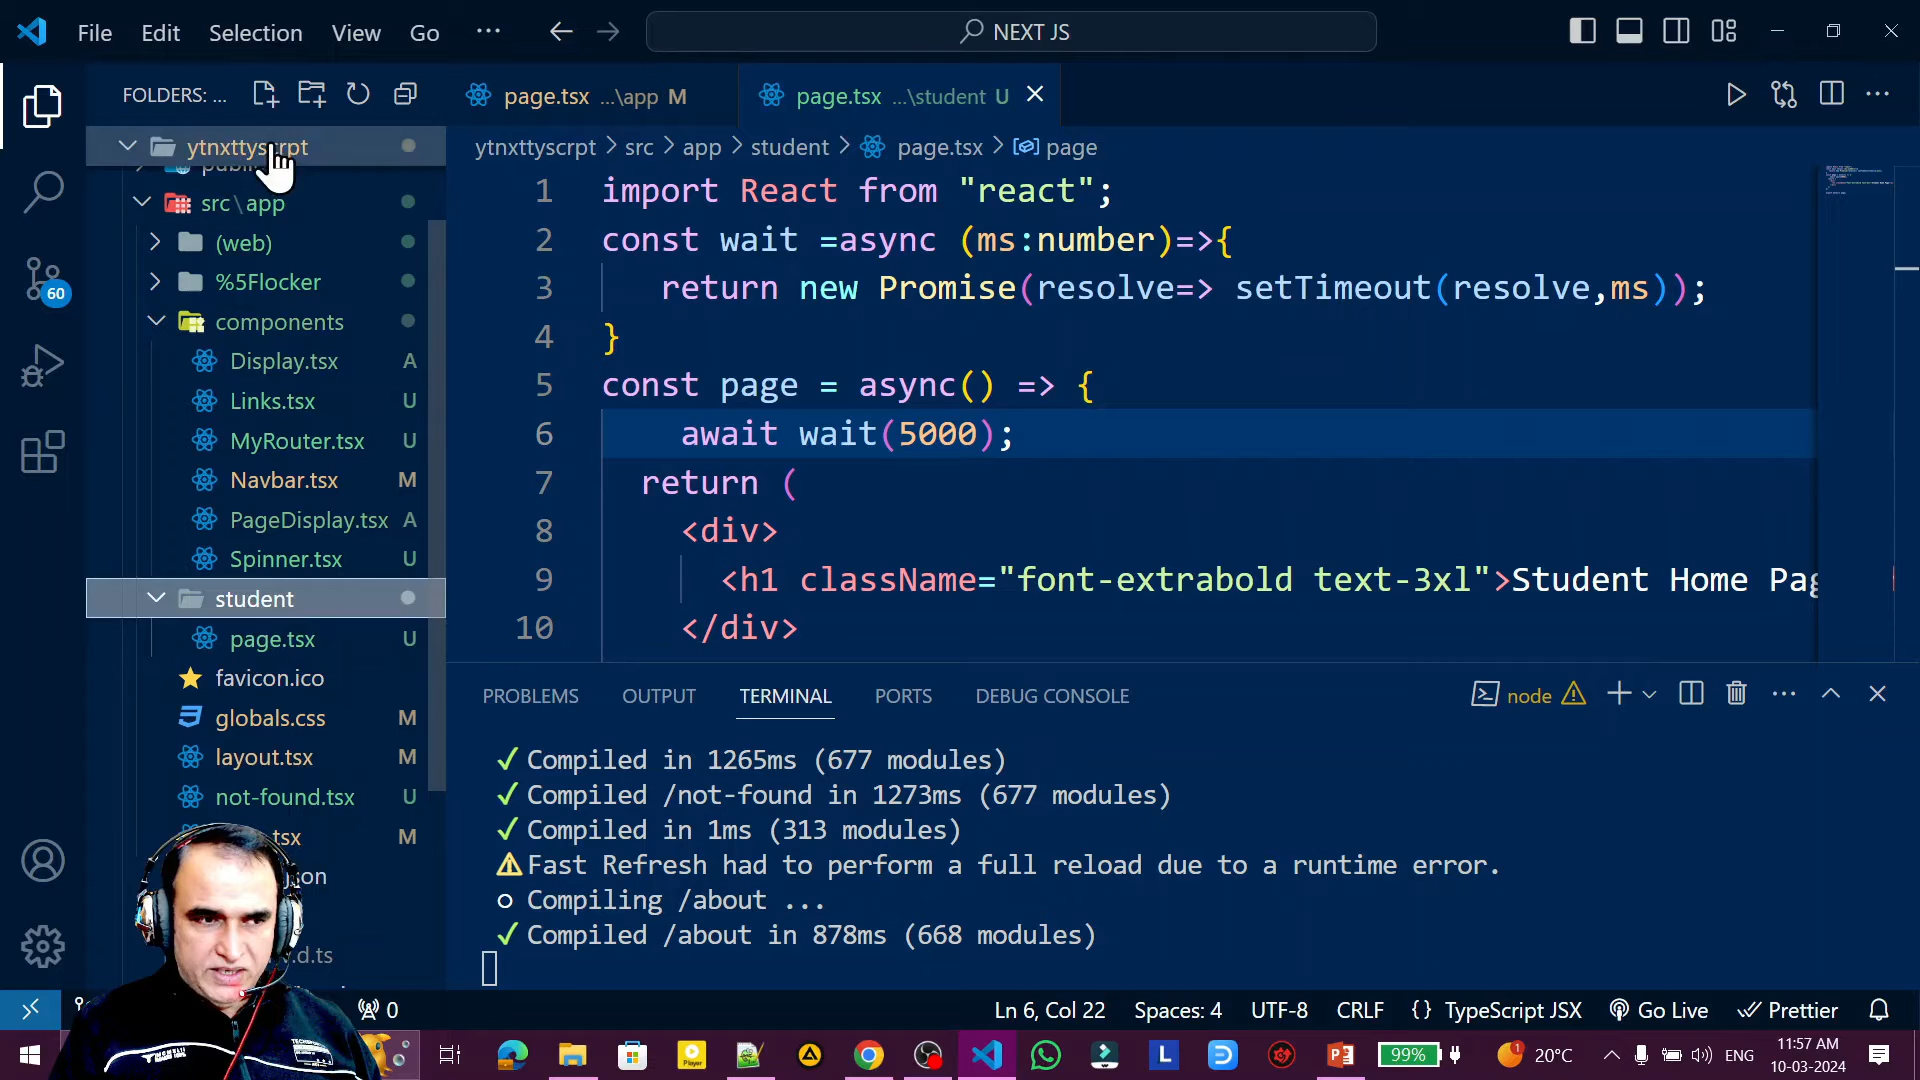 File Edit Selection View Go ... NEXT JS
FOLDERS: ...
page.tsx ...\app M
page.tsx ...\student U
ytnxttyscrpt
src\app
(web)
%5Flocker
components
Display.tsx A
Links.tsx U
MyRouter.tsx U
Navbar.tsx M
PageDisplay.tsx A
Spinner.tsx U
student
page.tsx U
favicon.ico
globals.css M
layout.tsx M
not-found.tsx U
.tsx M
on
.d.ts
60
ytnxttyscrpt > src > app > student > page.tsx > page
1 import React from "react";
2 const wait =async (ms:number)=>{
3 return new Promise(resolve=> setTimeout(resolve,ms));
4 }
5 const page = async() => {
6 await wait(5000);
7 return (
8 <div>
9 <h1 className="font-extrabold text-3xl">Student Home Pag
10 </div>
PROBLEMS OUTPUT TERMINAL PORTS DEBUG CONSOLE
node
✓ Compiled in 1265ms (677 modules)
✓ Compiled /not-found in 1273ms (677 modules)
✓ Compiled in 1ms (313 modules)
⚠ Fast Refresh had to perform a full reload due to a runtime error.
○ Compiling /about ...
✓ Compiled /about in 878ms (668 modules)
0 Ln 6, Col 22 Spaces: 4 UTF-8 CRLF {} TypeScript JSX Go Live Prettier
99% 20°C ENG 11:57 AM
10-03-2024